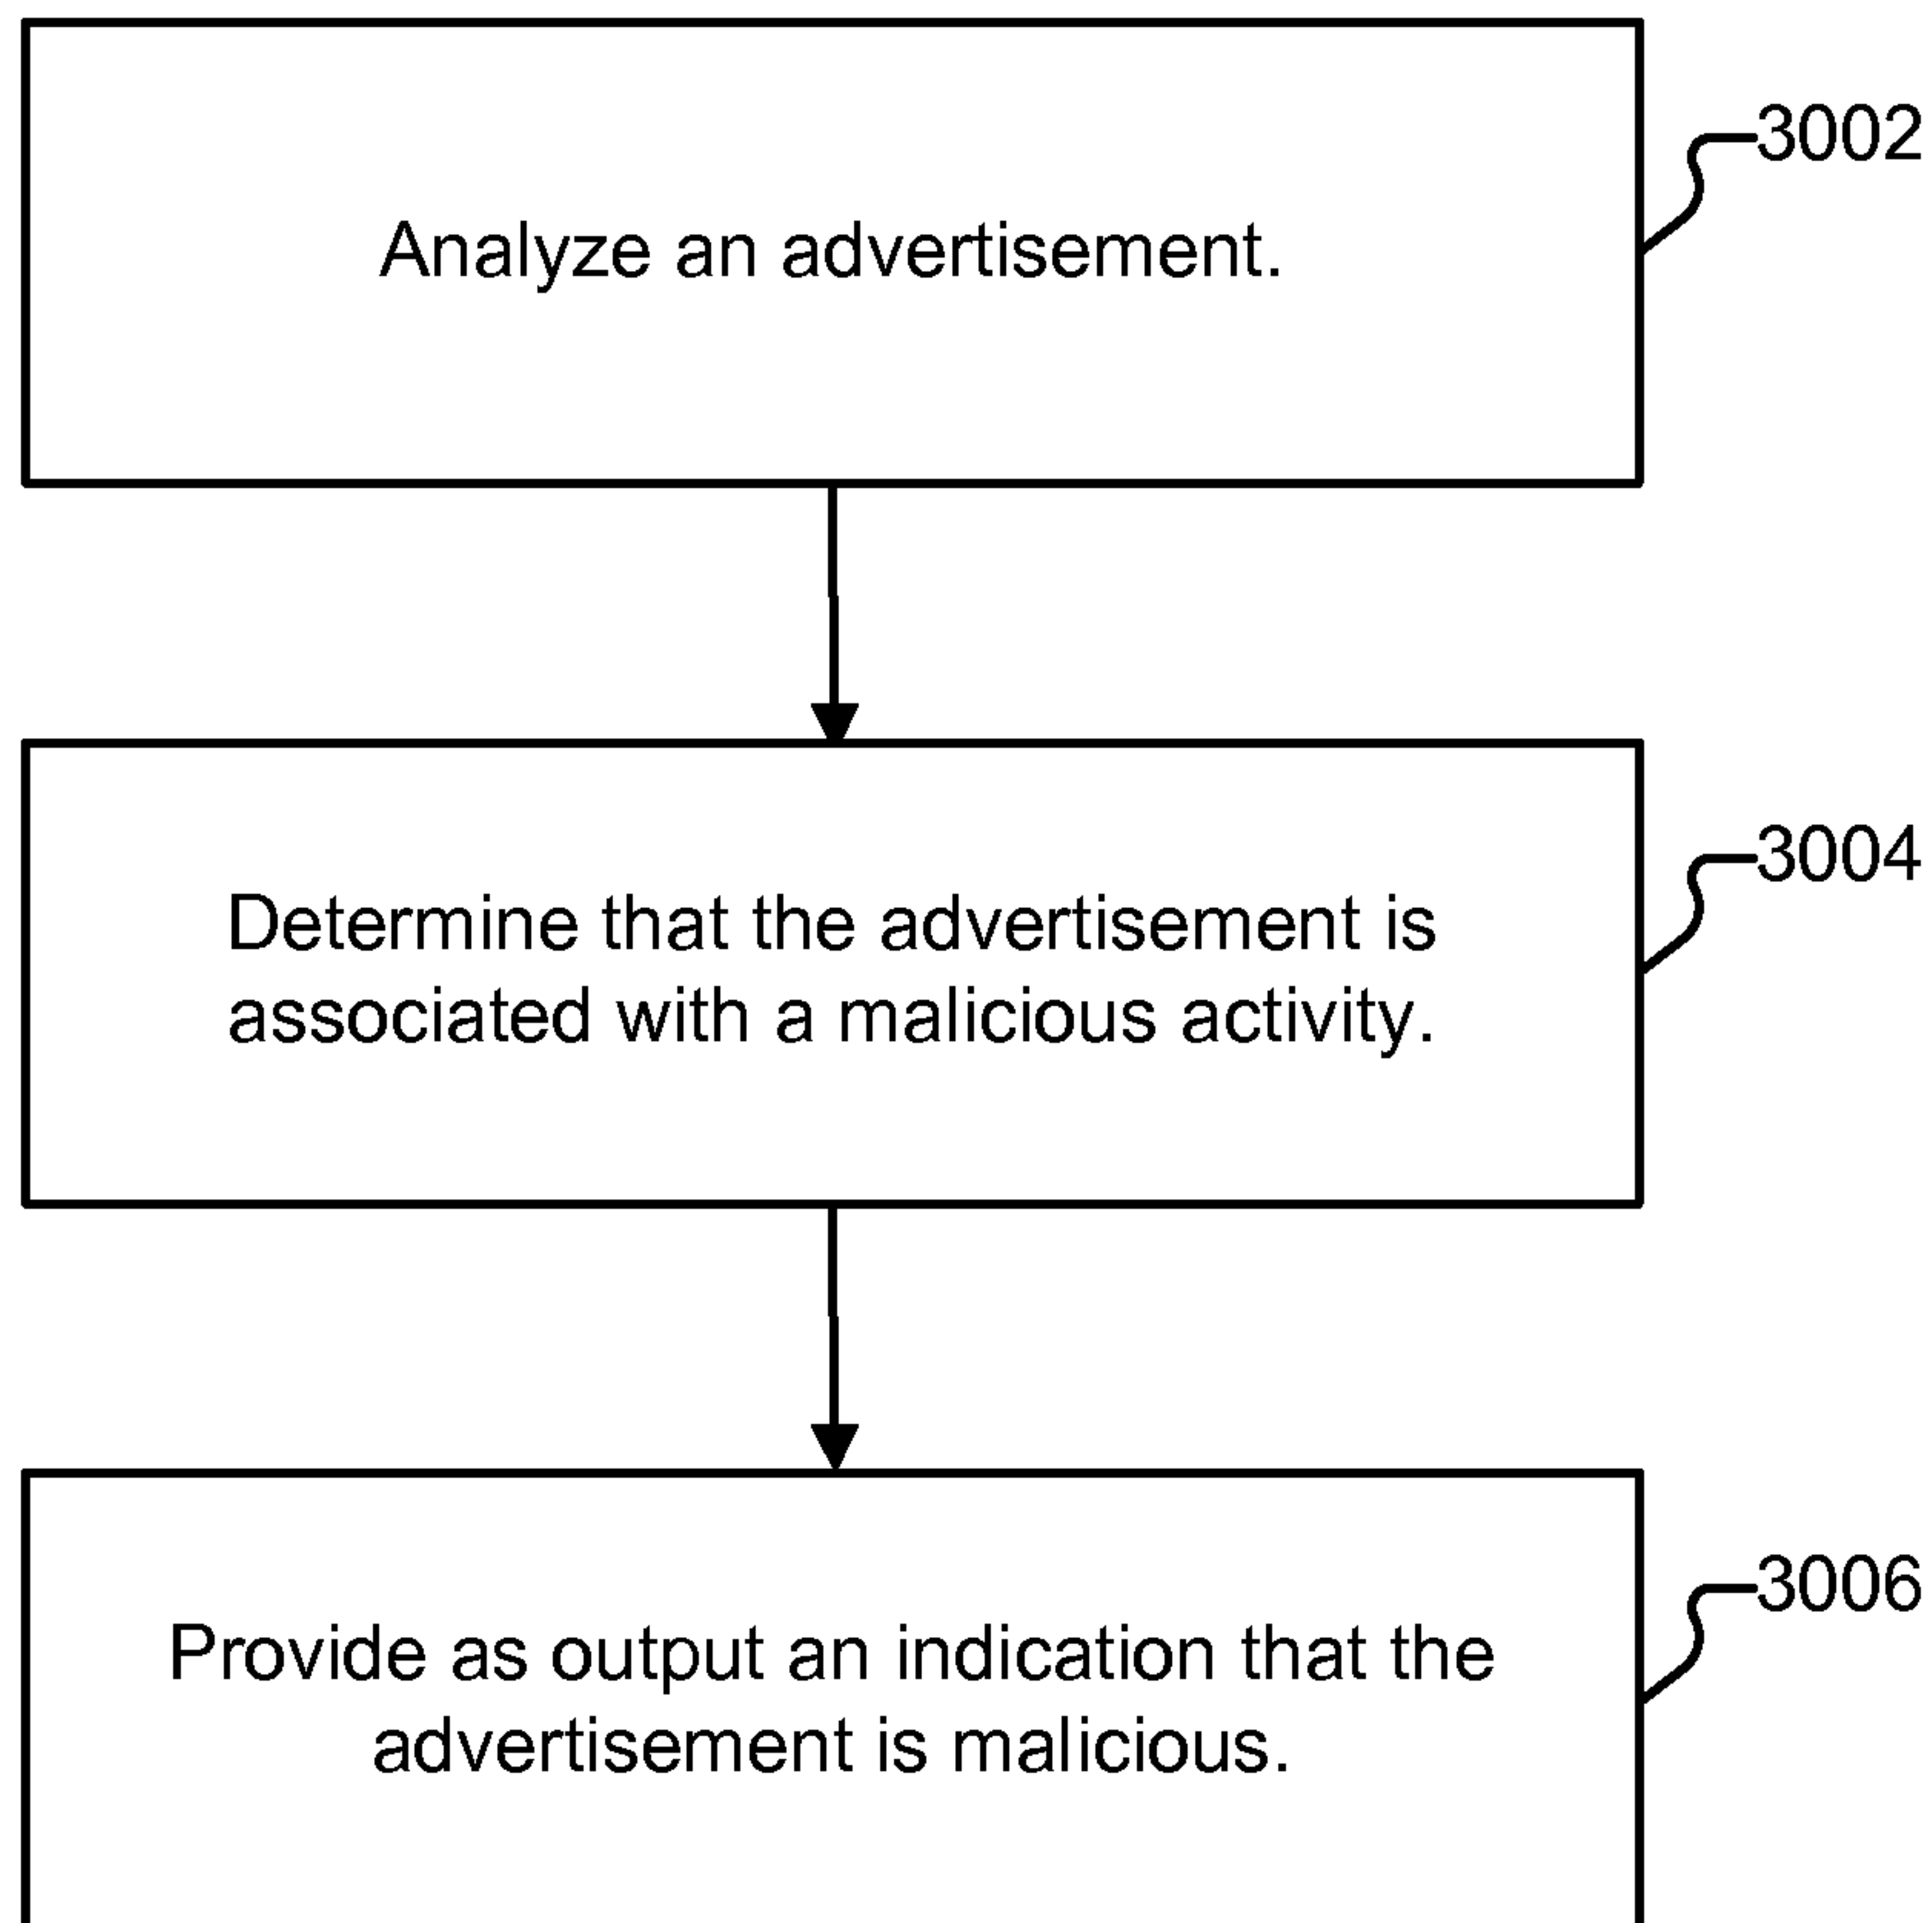 3002
Analyze an advertisement.
3004
Determine that the advertisement is
associated with a malicious activity.
3006
Provide as output an indication that the
advertisement is malicious.